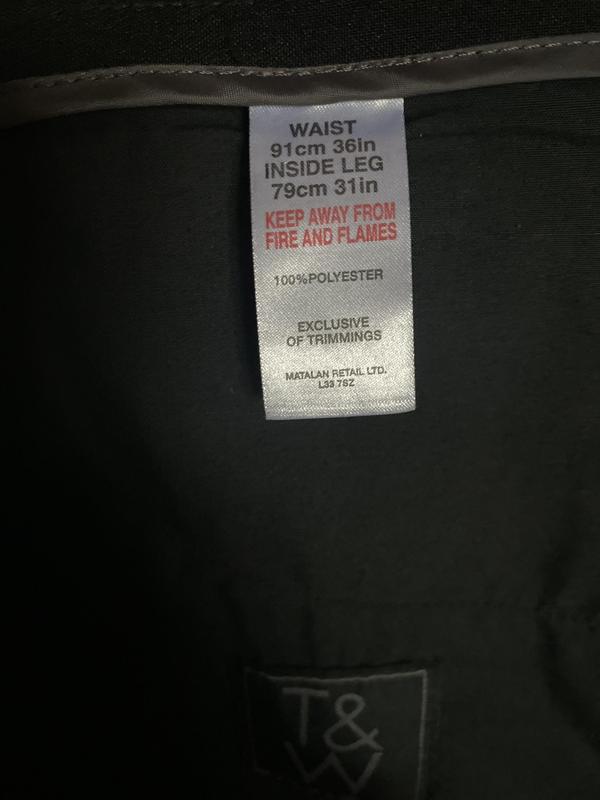 WAIST
91cm 36in
INSIDE LEG
79cm 31in
KEEP AWAY FROM
FIRE AND FLAMES
100%POLYESTER
EXCLUSIVE
OF TRIMMINGS
MATALAN RETAIL LTD.
L33 7SZ
T&
W